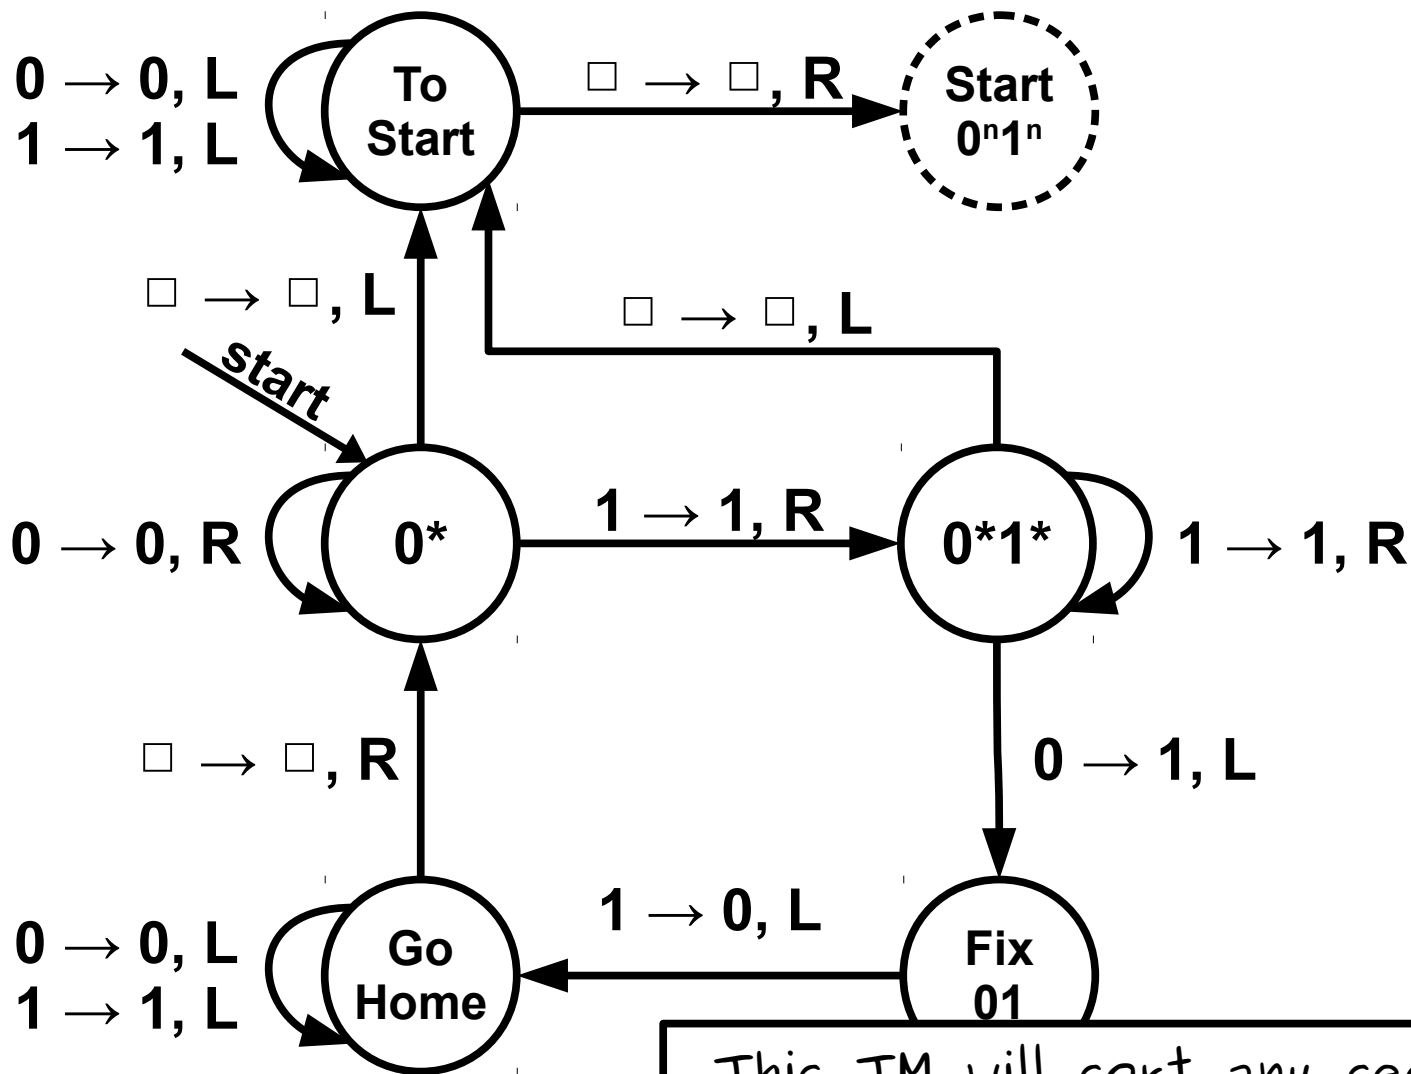 0 → 0, L
1 → 1, L
To
Start
□ → □, R
Start
0ⁿ1ⁿ
□ → □, L
□ → □, L
start
0 → 0, R
0*
1 → 1, R
0*1*
1 → 1, R
□ → □, R
0 → 1, L
0 → 0, L
1 → 1, L
Go
Home
1 → 0, L
Fix
01
This TM will sort any